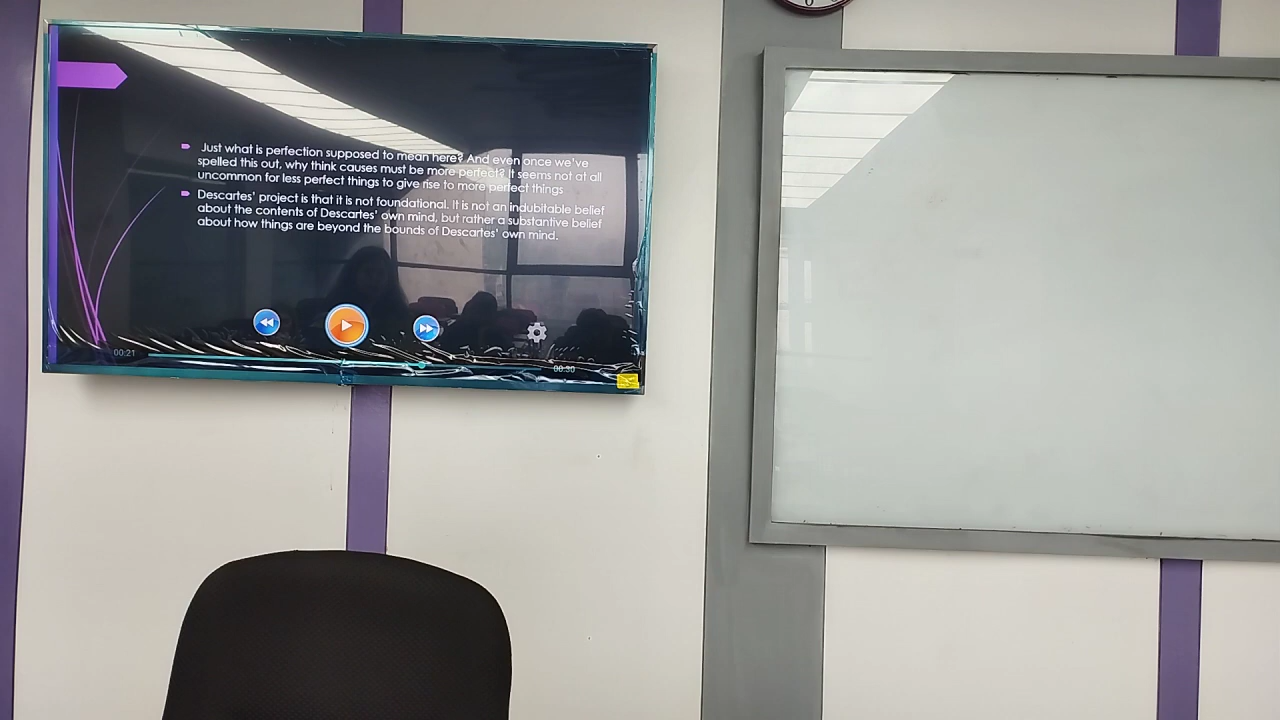 Just what is perfection supposed to mean here? And even once we've
spelled this out, why think causes must be more perfect? It seems not at all
uncommon for less perfect things to give rise to more perfect things
Descartes' project is that it is not foundational. It is not an indubitable belief
about the contents of Descartes' own mind, but rather a substantive belief
about how things are beyond the bounds of Descartes' own mind.
00:21
00:30
6